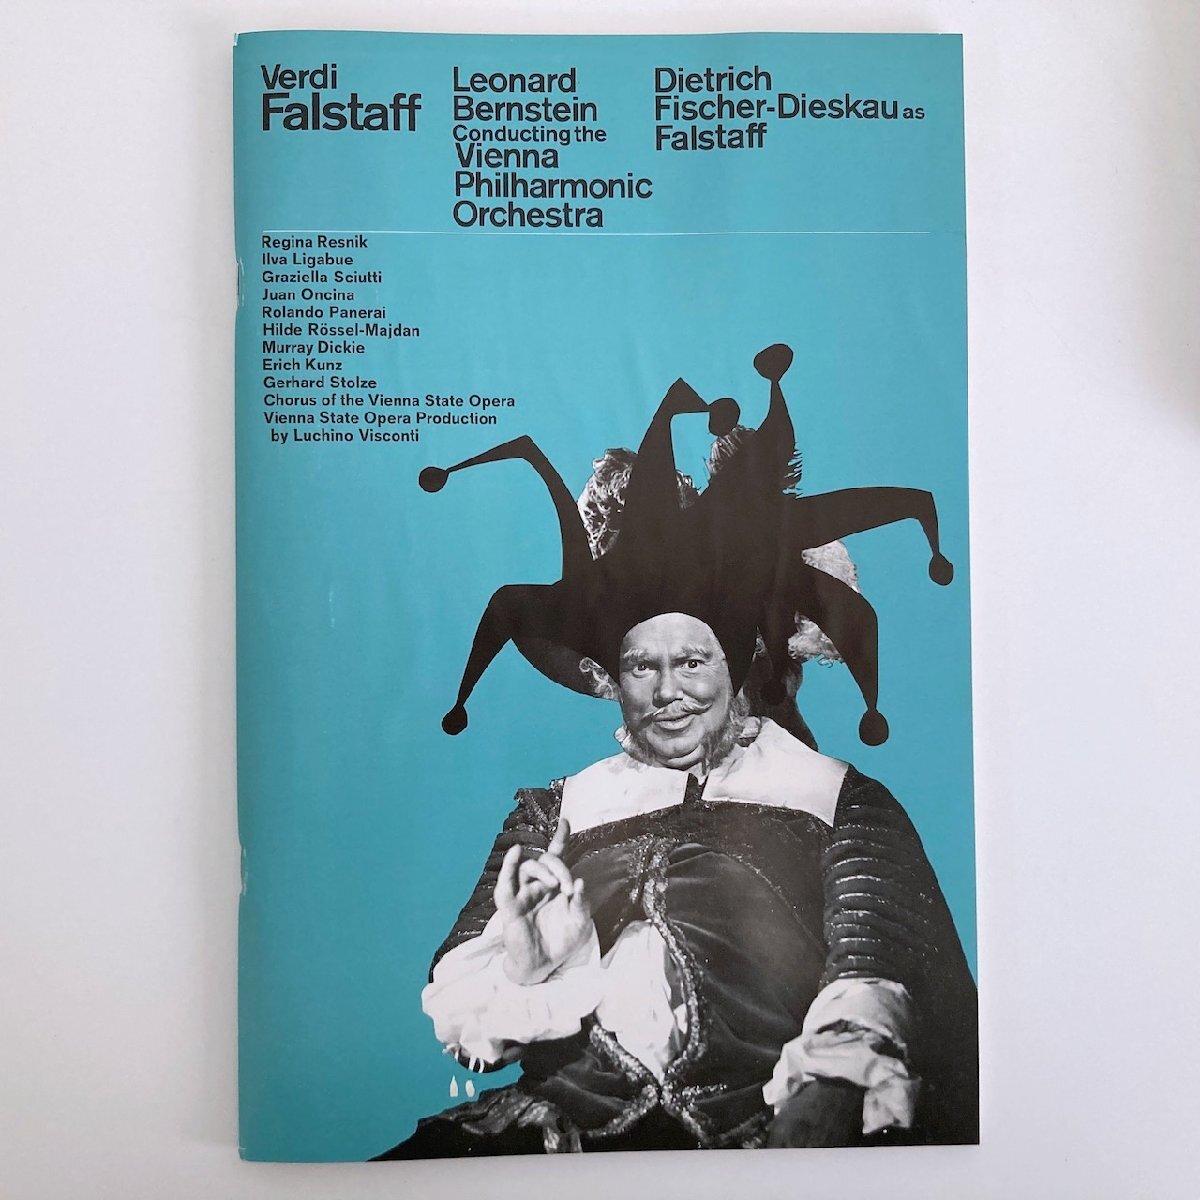 Verdi
Falstaff
Leonard
Bernstein
Conducting the
Vienna
Philharmonic
Orchestra
Dietrich
Fischer-Dieskau as
Falstaff
Regina Resnik
Ilva Ligabue
Graziella Sciutti
Juan Oncina
Rolando Panerai
Hilde Rössel-Majdan
Murray Dickie
Erich Kunz
Gerhard Stolze
Chorus of the Vienna State Opera
Vienna State Opera Production
by Luchino Visconti